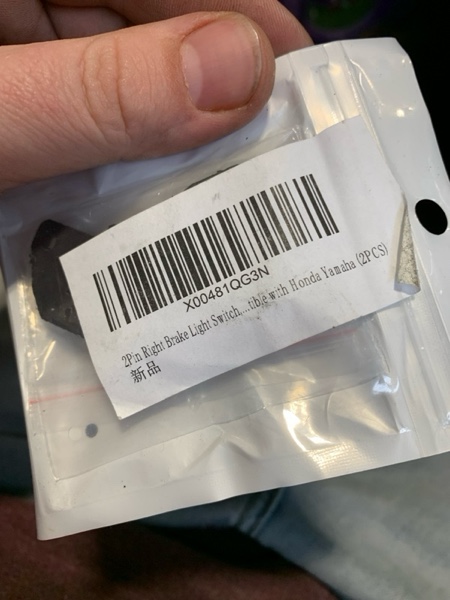 X00481QG3N
2Pin Right Brake Light Switch,...tible with Honda Yamaha (2PCS)
新品